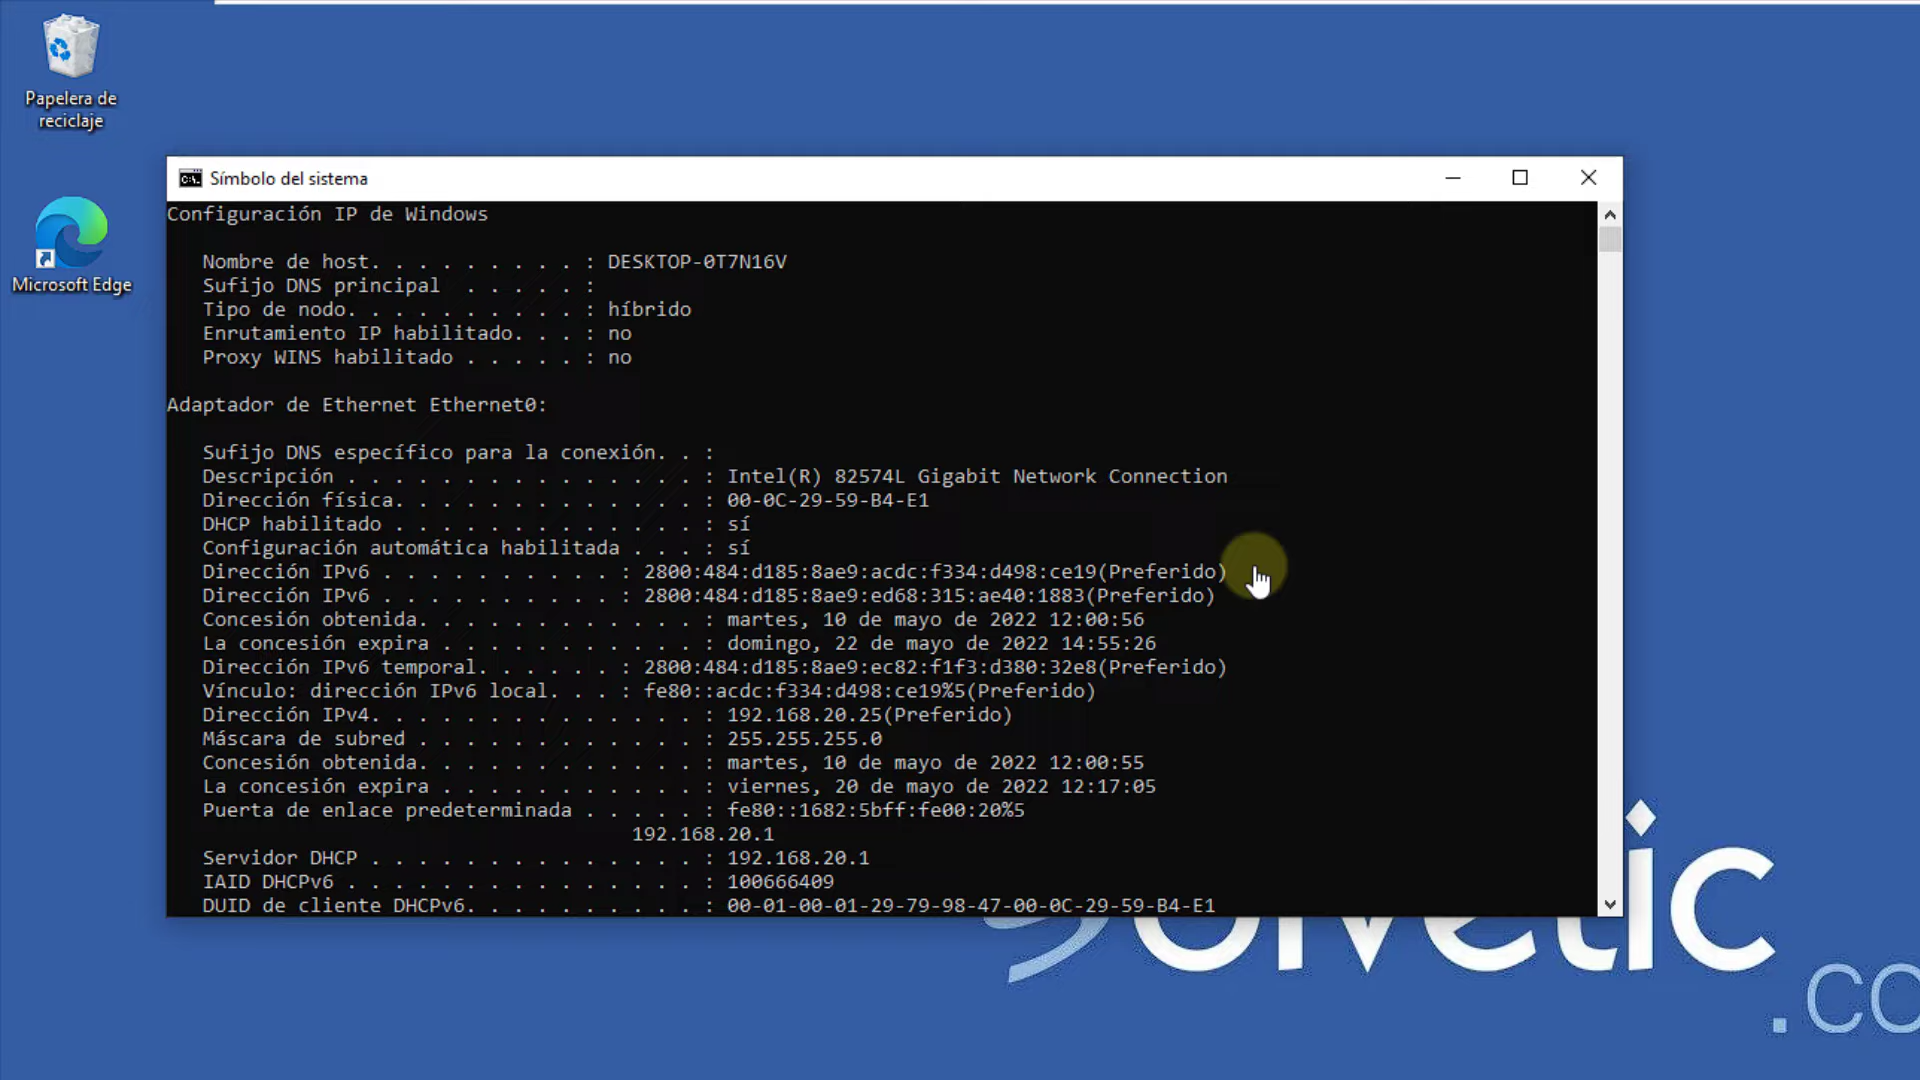 Papelera de
reciclaje
Microsoft Edge
Símbolo del sistema
Configuración IP de Windows
Nombre de host. . . . . . . . . : DESKTOP-0T7N16V
Sufijo DNS principal  . . . . . :
Tipo de nodo. . . . . . . . . . : híbrido
Enrutamiento IP habilitado. . . : no
Proxy WINS habilitado . . . . . : no
Adaptador de Ethernet Ethernet0:
Sufijo DNS específico para la conexión. . :
Descripción . . . . . . . . . . . . . . . : Intel(R) 82574L Gigabit Network Connection
Dirección física. . . . . . . . . . . . . : 00-0C-29-59-B4-E1
DHCP habilitado . . . . . . . . . . . . . : sí
Configuración automática habilitada . . . : sí
Dirección IPv6 . . . . . . . . . . : 2800:484:d185:8ae9:acdc:f334:d498:ce19(Preferido)
Dirección IPv6 . . . . . . . . . . : 2800:484:d185:8ae9:ed68:315:ae40:1883(Preferido)
Concesión obtenida. . . . . . . . . . . . : martes, 10 de mayo de 2022 12:00:56
La concesión expira . . . . . . . . . . . : domingo, 22 de mayo de 2022 14:55:26
Dirección IPv6 temporal. . . . . . : 2800:484:d185:8ae9:ec82:f1f3:d380:32e8(Preferido)
Vínculo: dirección IPv6 local. . . : fe80::acdc:f334:d498:ce19%5(Preferido)
Dirección IPv4. . . . . . . . . . . . . . : 192.168.20.25(Preferido)
Máscara de subred . . . . . . . . . . . . : 255.255.255.0
Concesión obtenida. . . . . . . . . . . . : martes, 10 de mayo de 2022 12:00:55
La concesión expira . . . . . . . . . . . : viernes, 20 de mayo de 2022 12:17:05
Puerta de enlace predeterminada . . . . . : fe80::1682:5bff:fe00:20%5
192.168.20.1
Servidor DHCP . . . . . . . . . . . . . . : 192.168.20.1
IAID DHCPv6 . . . . . . . . . . . . . . . : 100666409
DUID de cliente DHCPv6. . . . . . . . . . : 00-01-00-01-29-79-98-47-00-0C-29-59-B4-E1
Solvetic
.co